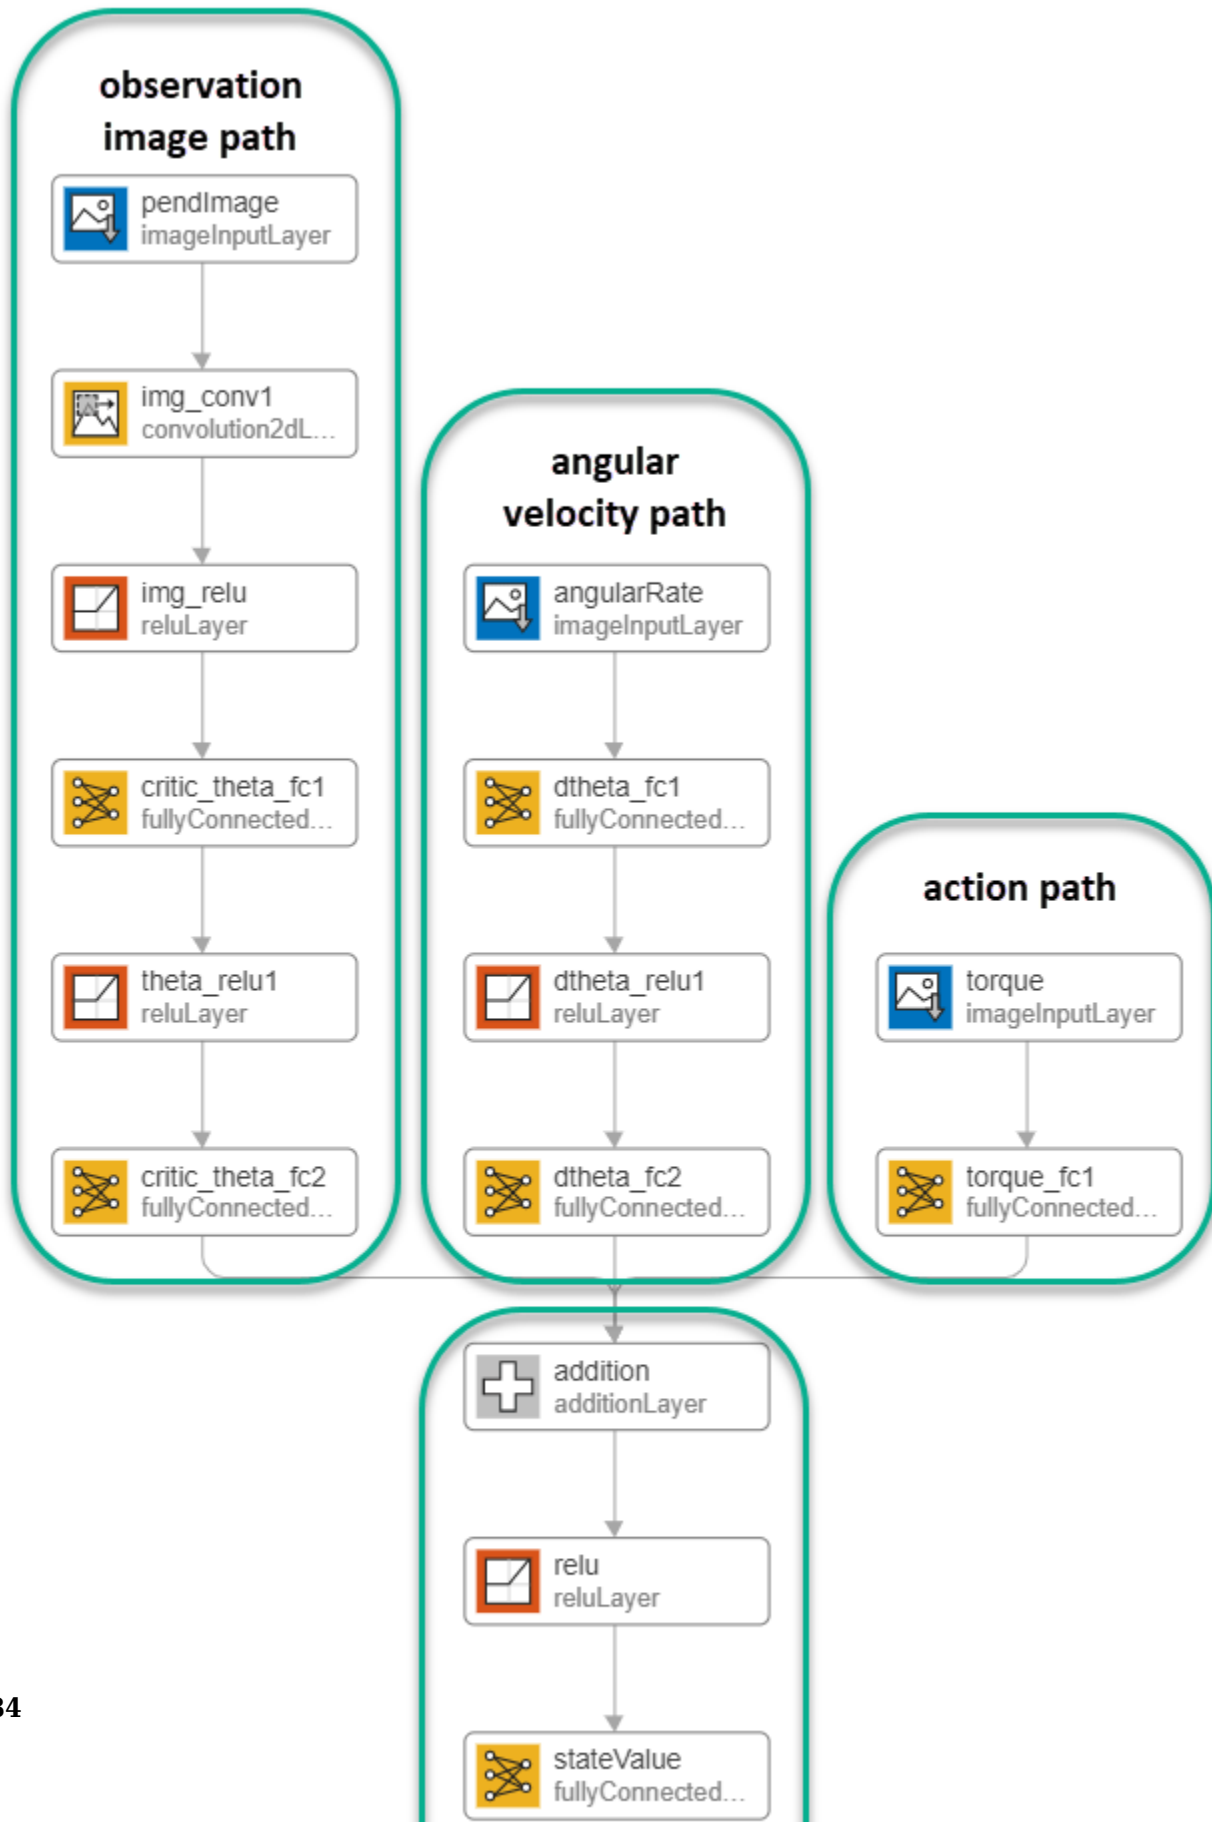 observation
image path
pendImage
imageInputLayer
img_conv1
convolution2dL...
img_relu
reluLayer
critic_theta_fc1
fullyConnected...
theta_relu1
reluLayer
critic_theta_fc2
fullyConnected...
angular
velocity path
angularRate
imageInputLayer
dtheta_fc1
fullyConnected...
dtheta_relu1
reluLayer
dtheta_fc2
fullyConnected...
action path
torque
imageInputLayer
torque_fc1
fullyConnected...
addition
additionLayer
relu
reluLayer
stateValue
fullyConnected...
34